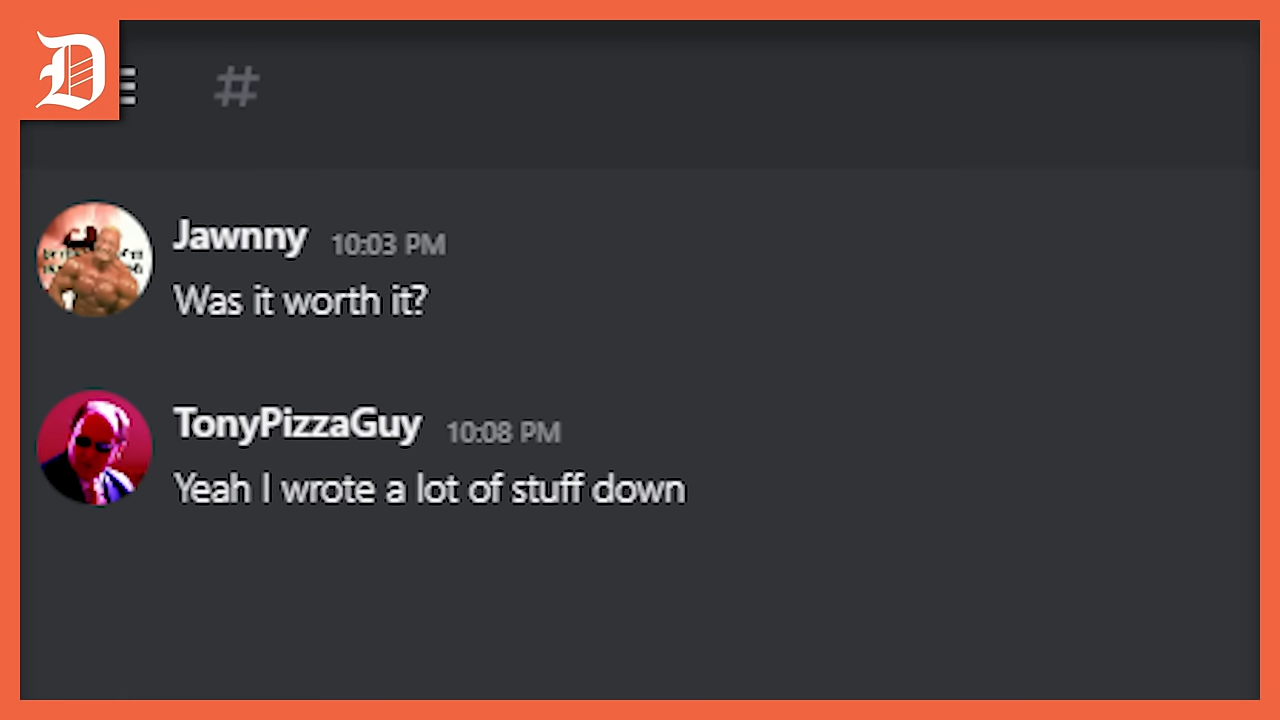 D
#
Jawnny 10:03 PM
Was it worth it?
TonyPizzaGuy 10:08 PM
Yeah I wrote a lot of stuff down